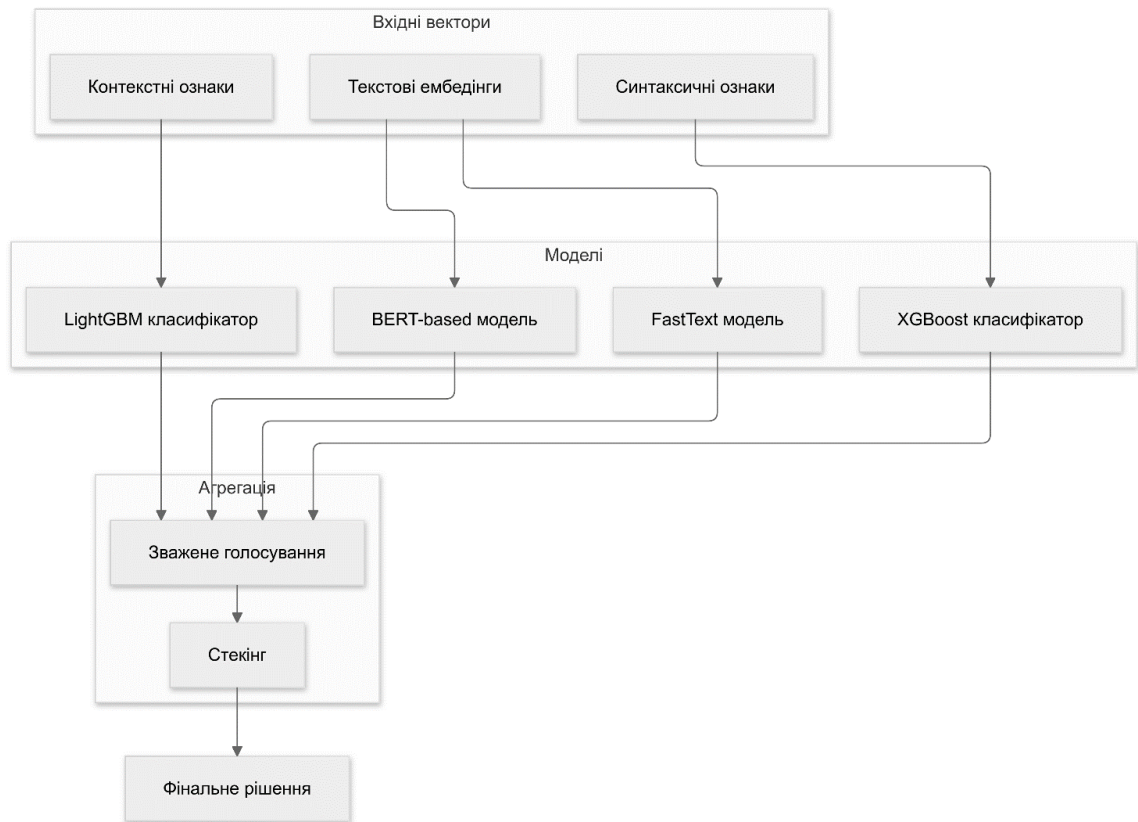 Вхідні вектори
Контекстні ознаки
Текстові ембедінги
Синтаксичні ознаки
Моделі
LightGBM класифікатор
BERT-based модель
FastText модель
XGBoost класифікатор
Агрегація
Зважене голосування
Стекінг
Фінальне рішення